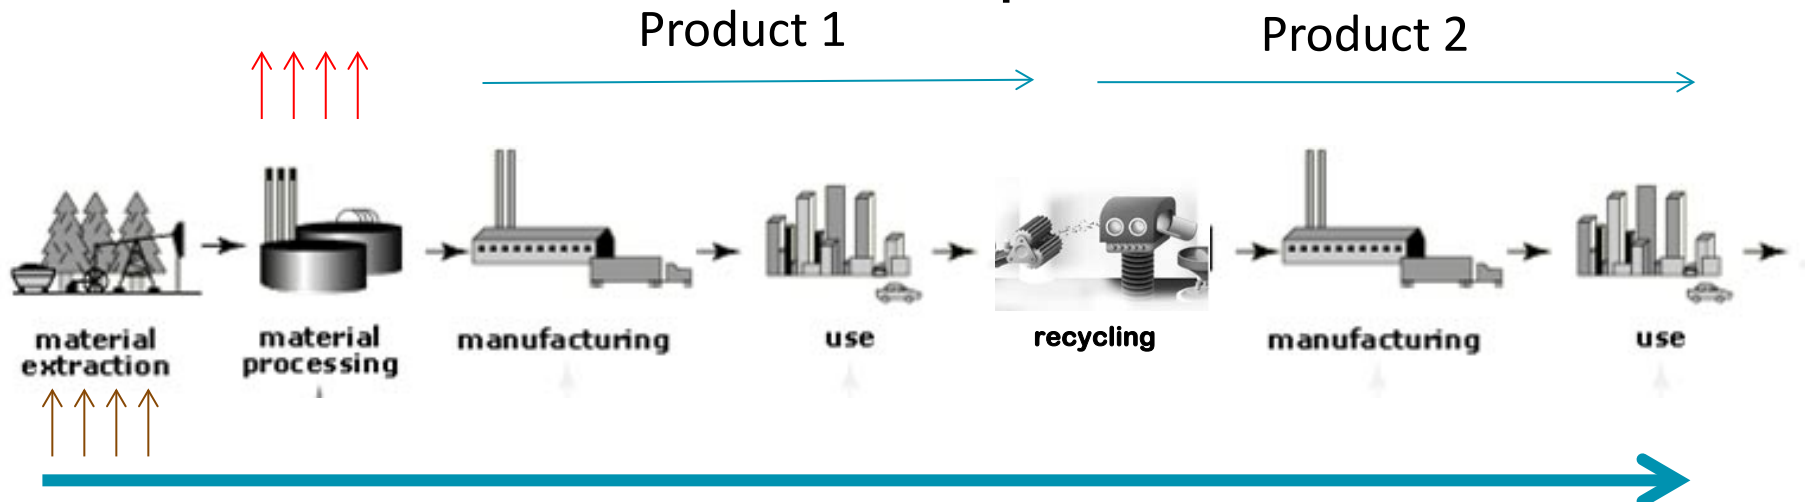 Product 1
Product 2
material
extraction
material
processing
manufacturing
use
recycling
manufacturing
use